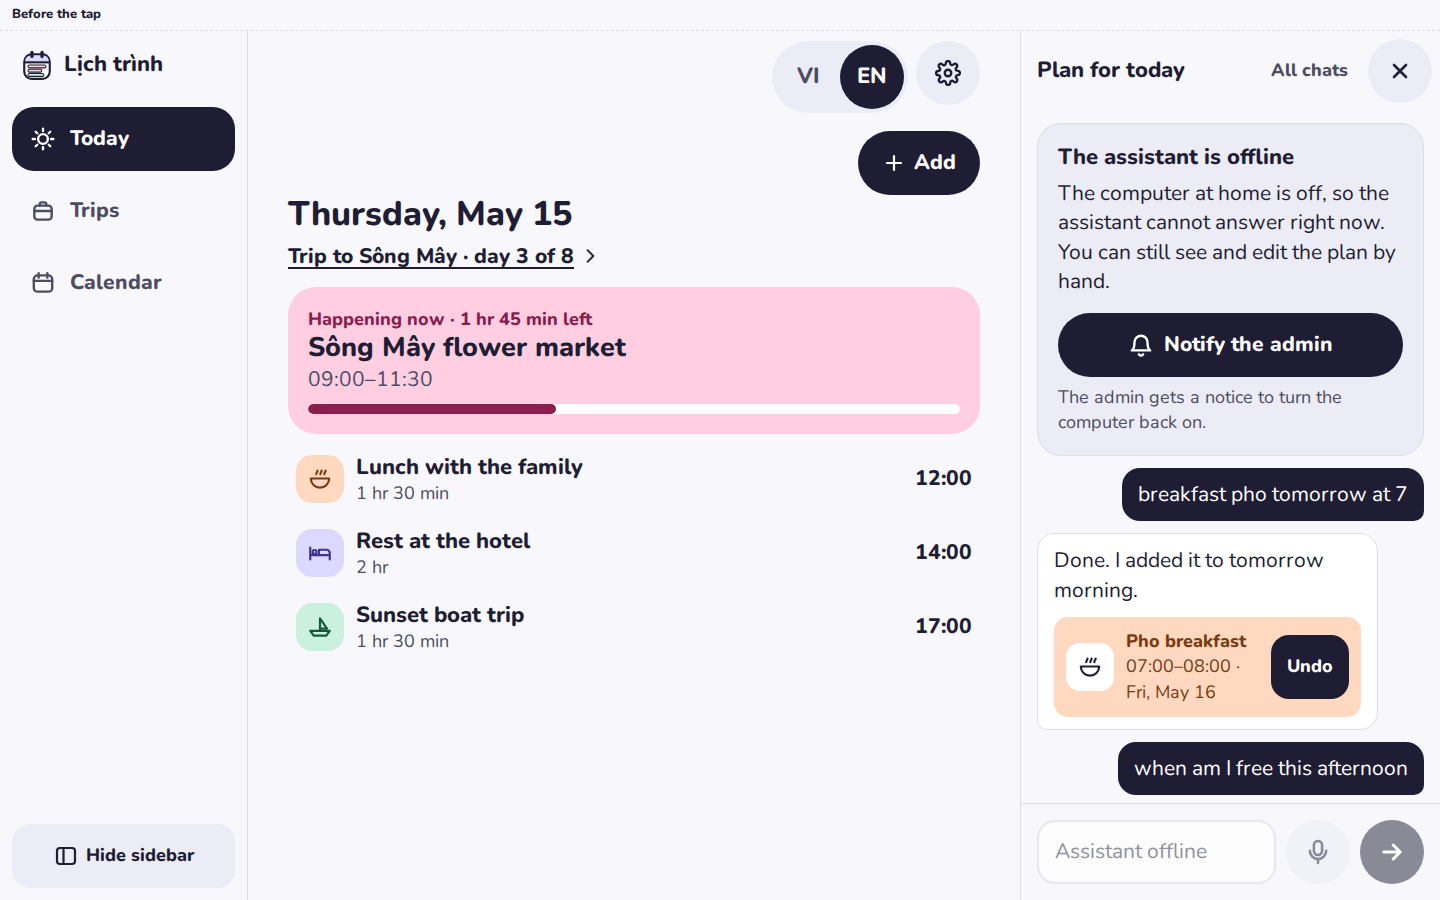 Before the tap
Lịch trình
Today
Trips
Calendar
Hide sidebar
VI EN
Add
Thursday, May 15
Trip to Sông Mây · day 3 of 8
Happening now · 1 hr 45 min left
Sông Mây flower market
09:00–11:30
Lunch with the family
1 hr 30 min
12:00
Rest at the hotel
2 hr
14:00
Sunset boat trip
1 hr 30 min
17:00
Plan for today
All chats
The assistant is offline
The computer at home is off, so the
assistant cannot answer right now.
You can still see and edit the plan by
hand.
Notify the admin
The admin gets a notice to turn the
computer back on.
breakfast pho tomorrow at 7
Done. I added it to tomorrow
morning.
Pho breakfast
07:00–08:00 ·
Fri, May 16
Undo
when am I free this afternoon
Assistant offline